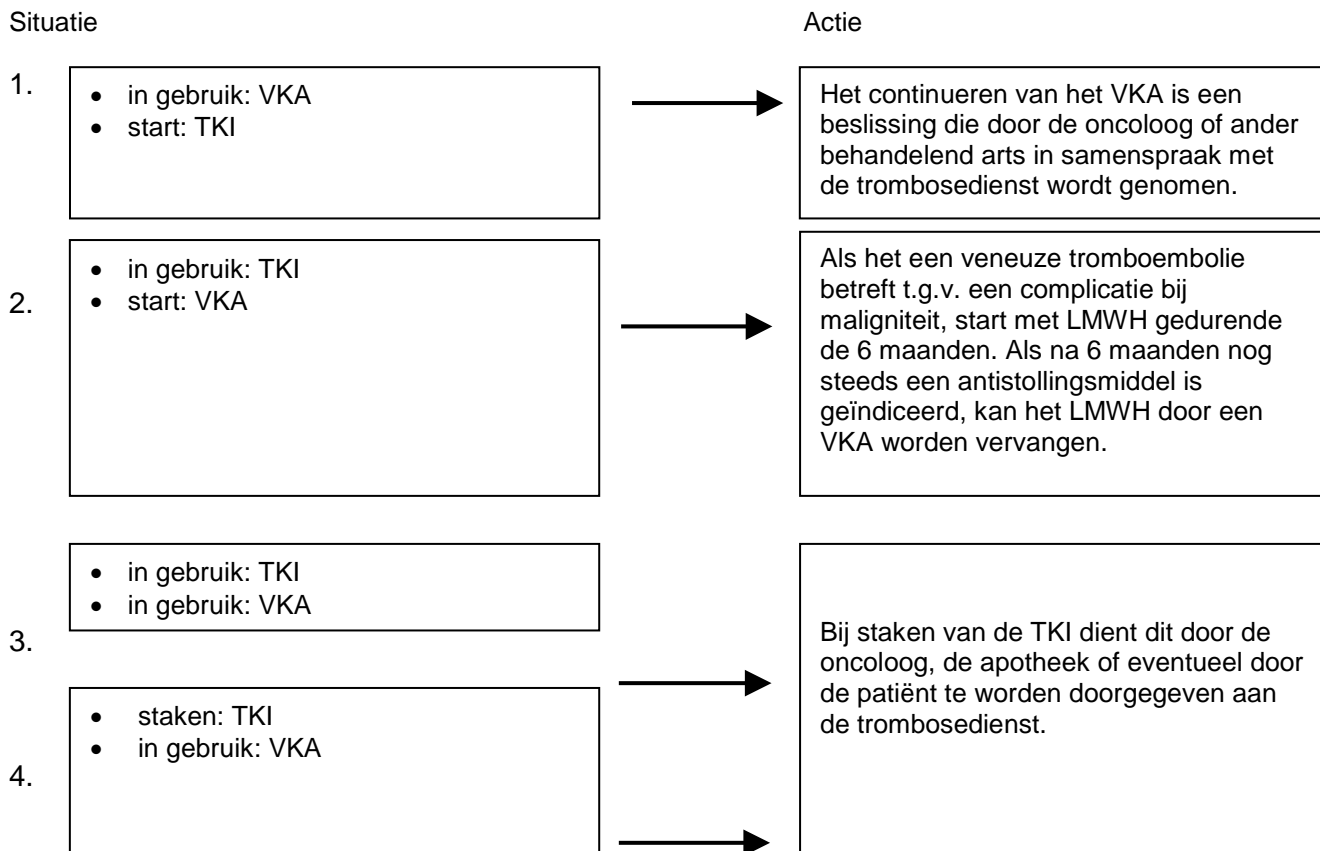 Situatie Actie
1.
• in gebruik: VKA
• start: TKI
Het continueren van het VKA is een
beslissing die door de oncoloog of ander
behandelend arts in samenspraak met
de trombosedienst wordt genomen.
2.
• in gebruik: TKI
• start: VKA
Als het een veneuze tromboembolie
betreft t.g.v. een complicatie bij
maligniteit, start met LMWH gedurende
de 6 maanden. Als na 6 maanden nog
steeds een antistollingsmiddel is
geïndiceerd, kan het LMWH door een
VKA worden vervangen.
3.
• in gebruik: TKI
• in gebruik: VKA
4.
• staken: TKI
• in gebruik: VKA
Bij staken van de TKI dient dit door de
oncoloog, de apotheek of eventueel door
de patiënt te worden doorgegeven aan
de trombosedienst.